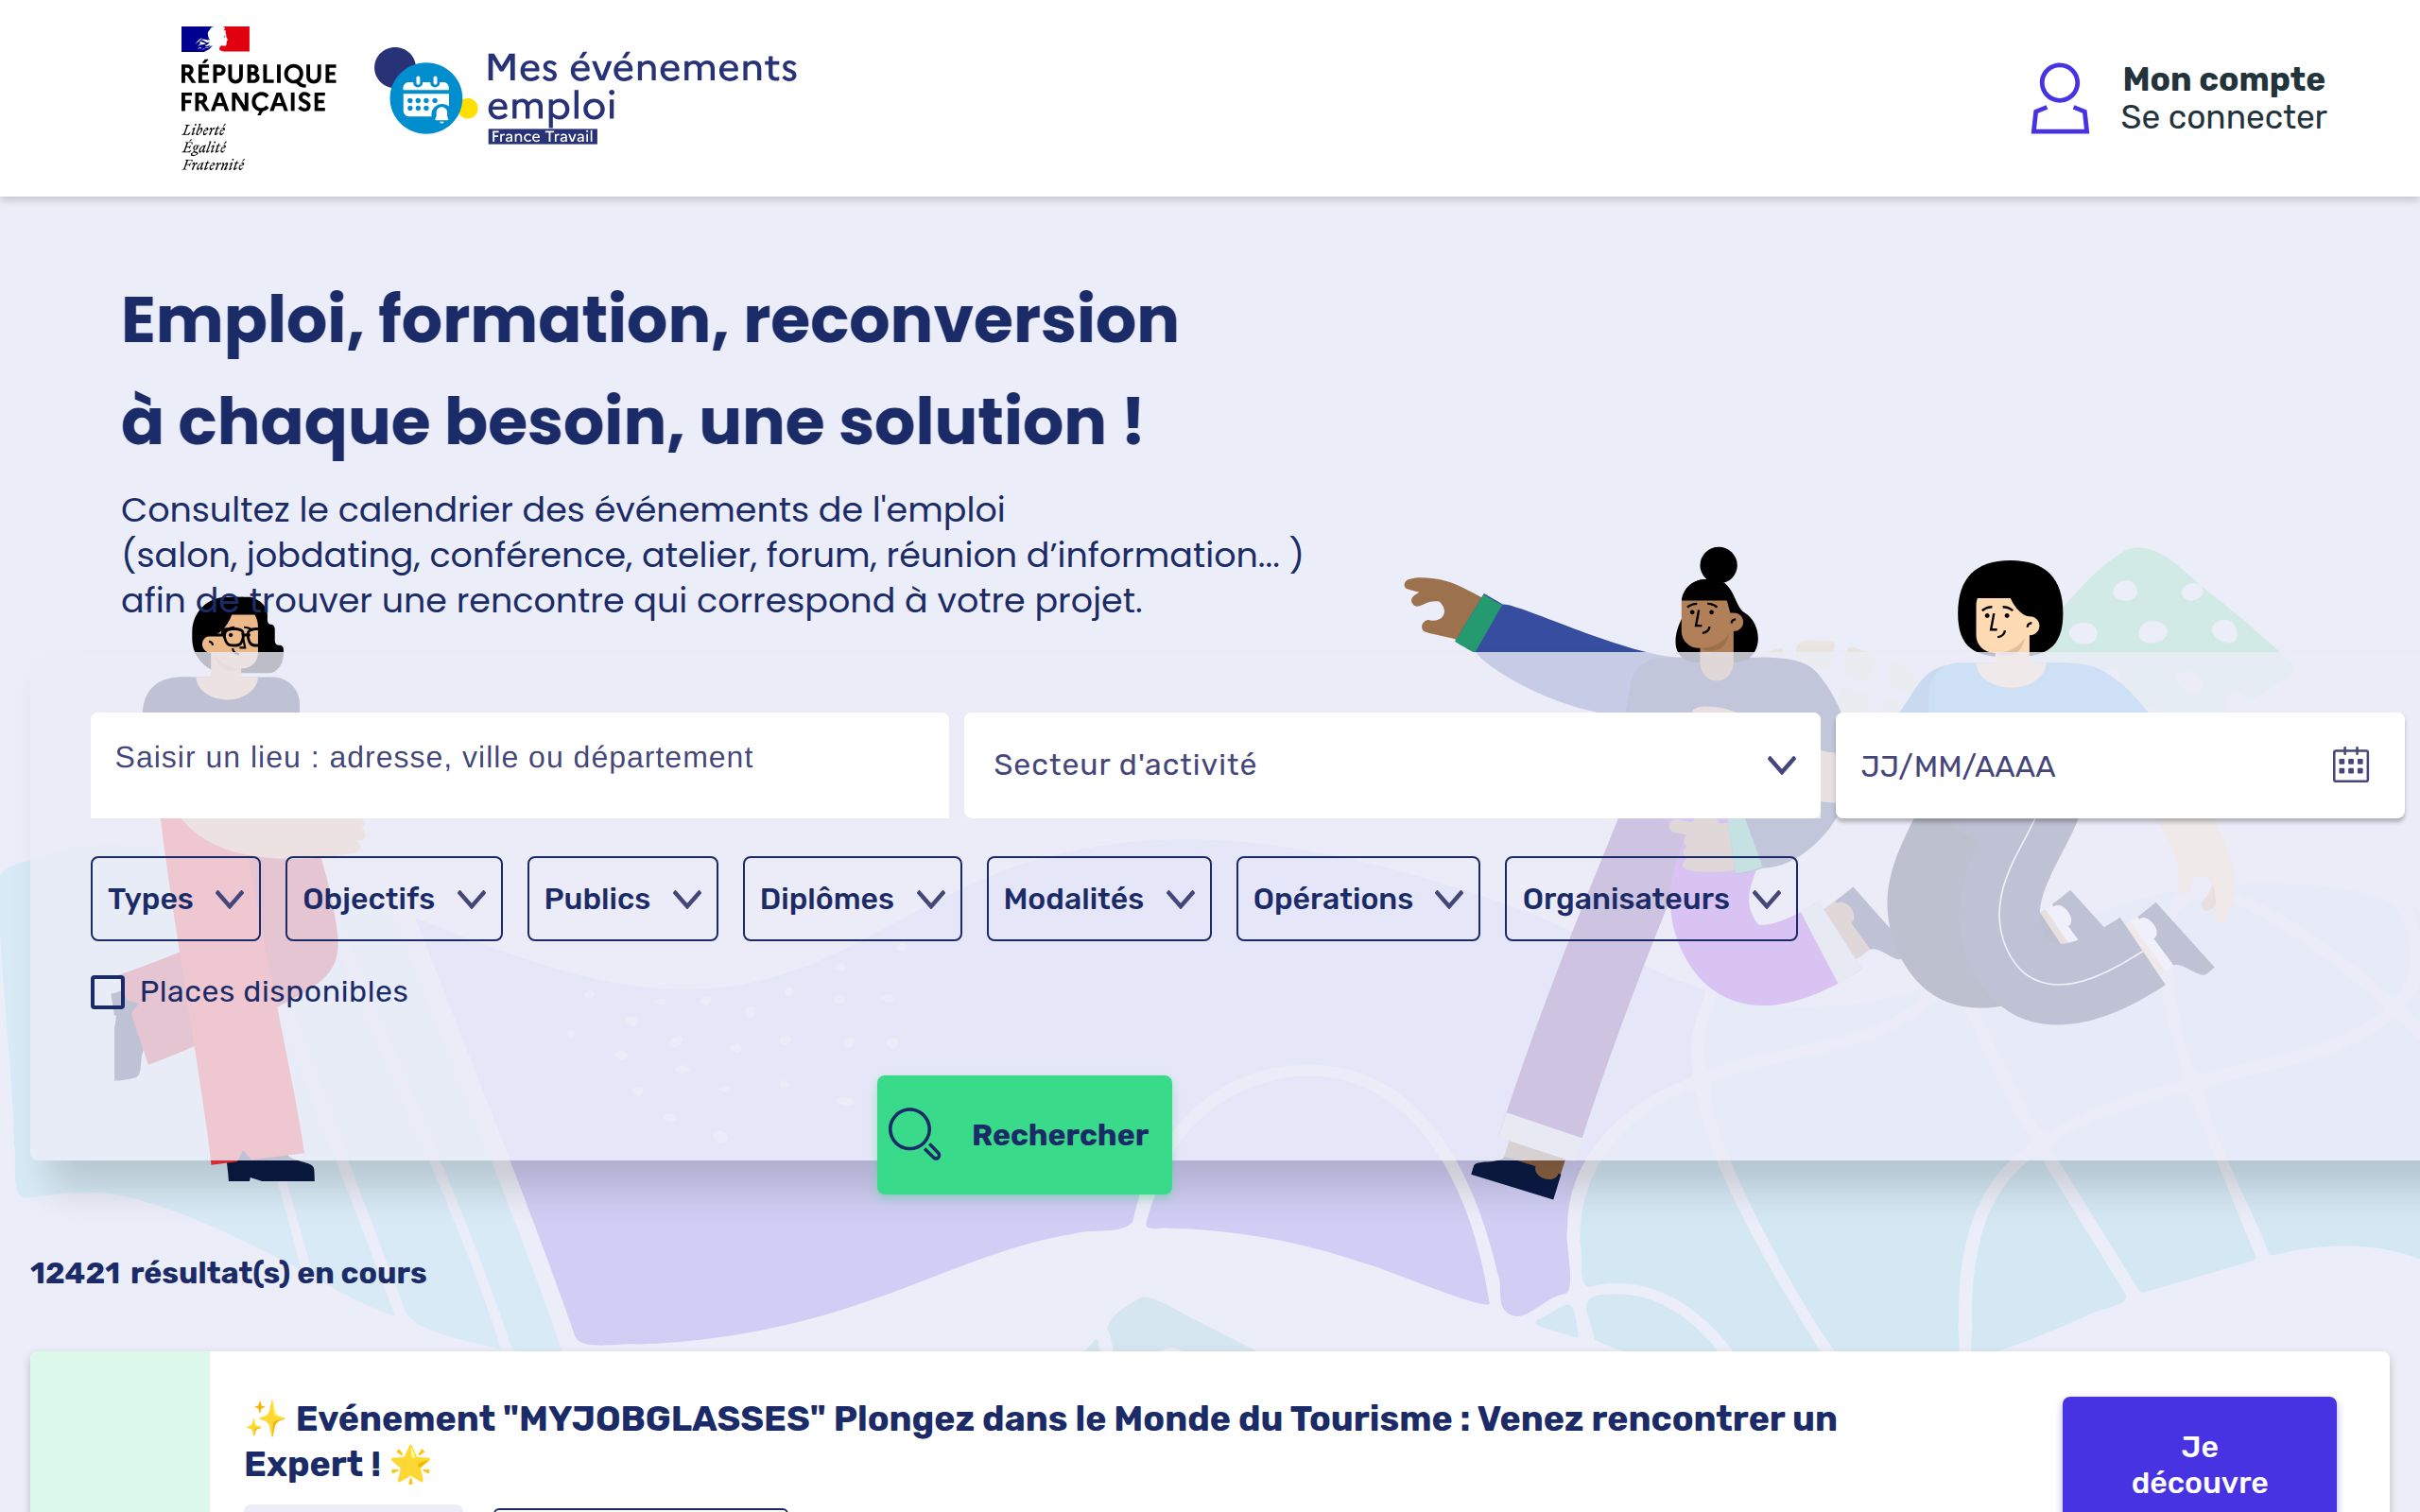 RÉPUBLIQUE
FRANÇAISE
Liberté
Égalité
Fraternité
Mes événements
emploi
France Travail
Mon compte
Se connecter
Emploi, formation, reconversion
à chaque besoin, une solution !
Consultez le calendrier des événements de l'emploi
(salon, jobdating, conférence, atelier, forum, réunion d’information... )
afin de trouver une rencontre qui correspond à votre projet.
Saisir un lieu : adresse, ville ou département
Secteur d'activité
JJ/MM/AAAA
Types
Objectifs
Publics
Diplômes
Modalités
Opérations
Organisateurs
Places disponibles
Rechercher
12421 résultat(s) en cours
✨ Evénement "MYJOBGLASSES" Plongez dans le Monde du Tourisme : Venez rencontrer un
Expert ! 🌟
Je
découvre